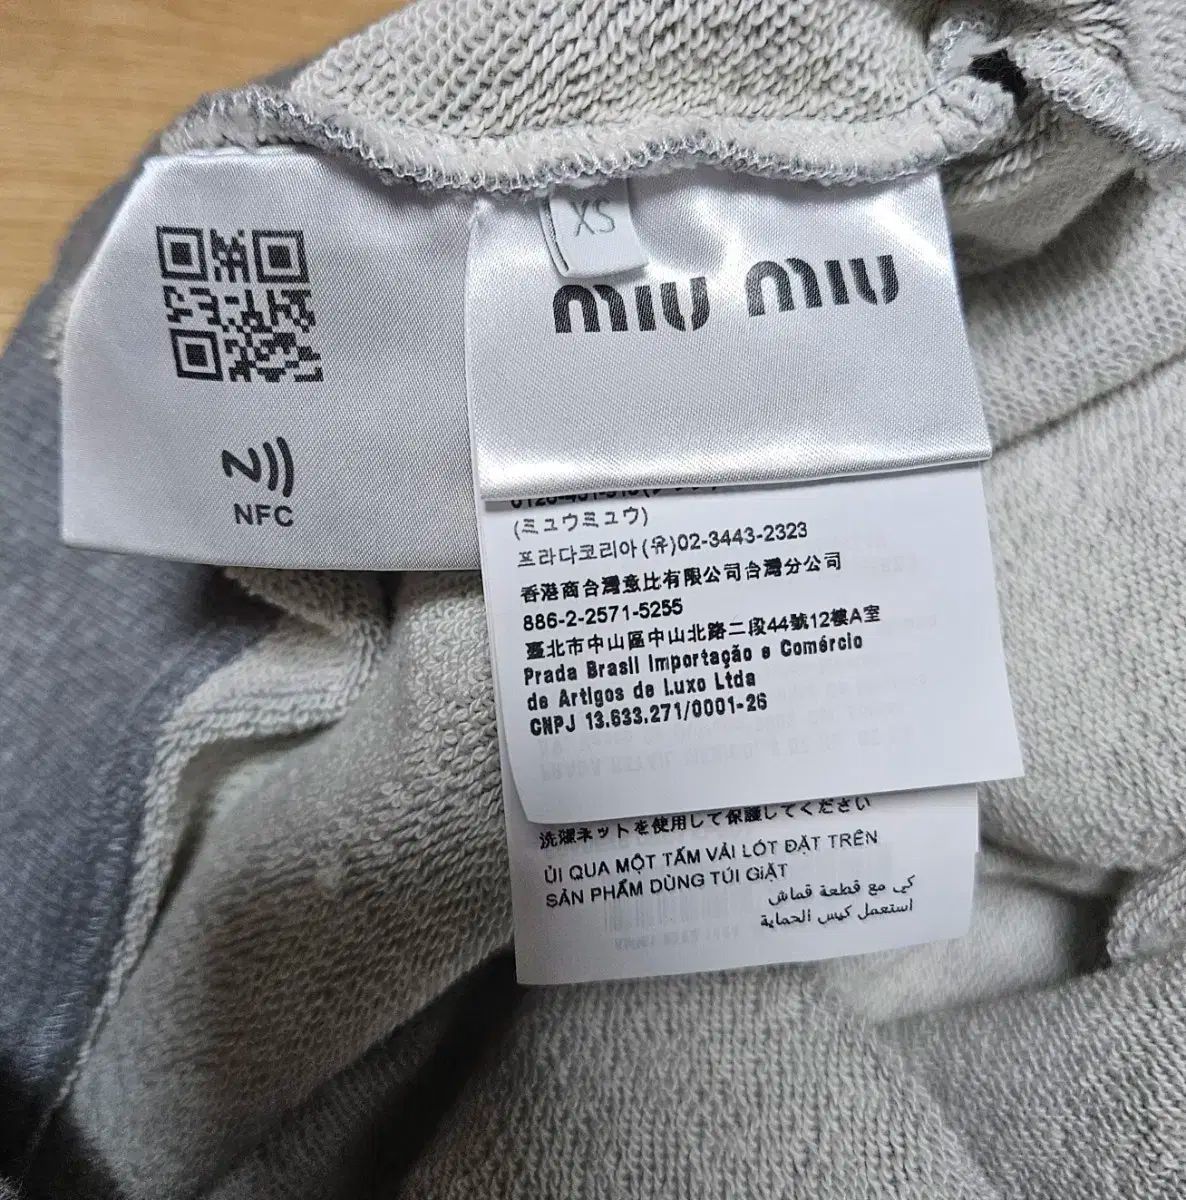 XS
miu miu
NFC
(ミュウミュウ)
프라다코리아(유)02-3443-2323
香港商台灣意比有限公司台灣分公司
886-2-2571-5255
臺北市中山區中山北路二段44號12樓A室
Prada Brasil Importação e Comércio
de Artigos de Luxo Ltda
CNPJ 13.633.271/0001-26
洗濯ネットを使用して保護してください
ỦI QUA MỘT TẤM VẢI LÓT ĐẶT TRÊN
SẢN PHẨM DÙNG TÚI GIẶT
كي مع قطعة قماش
استعمل كيس الحماية